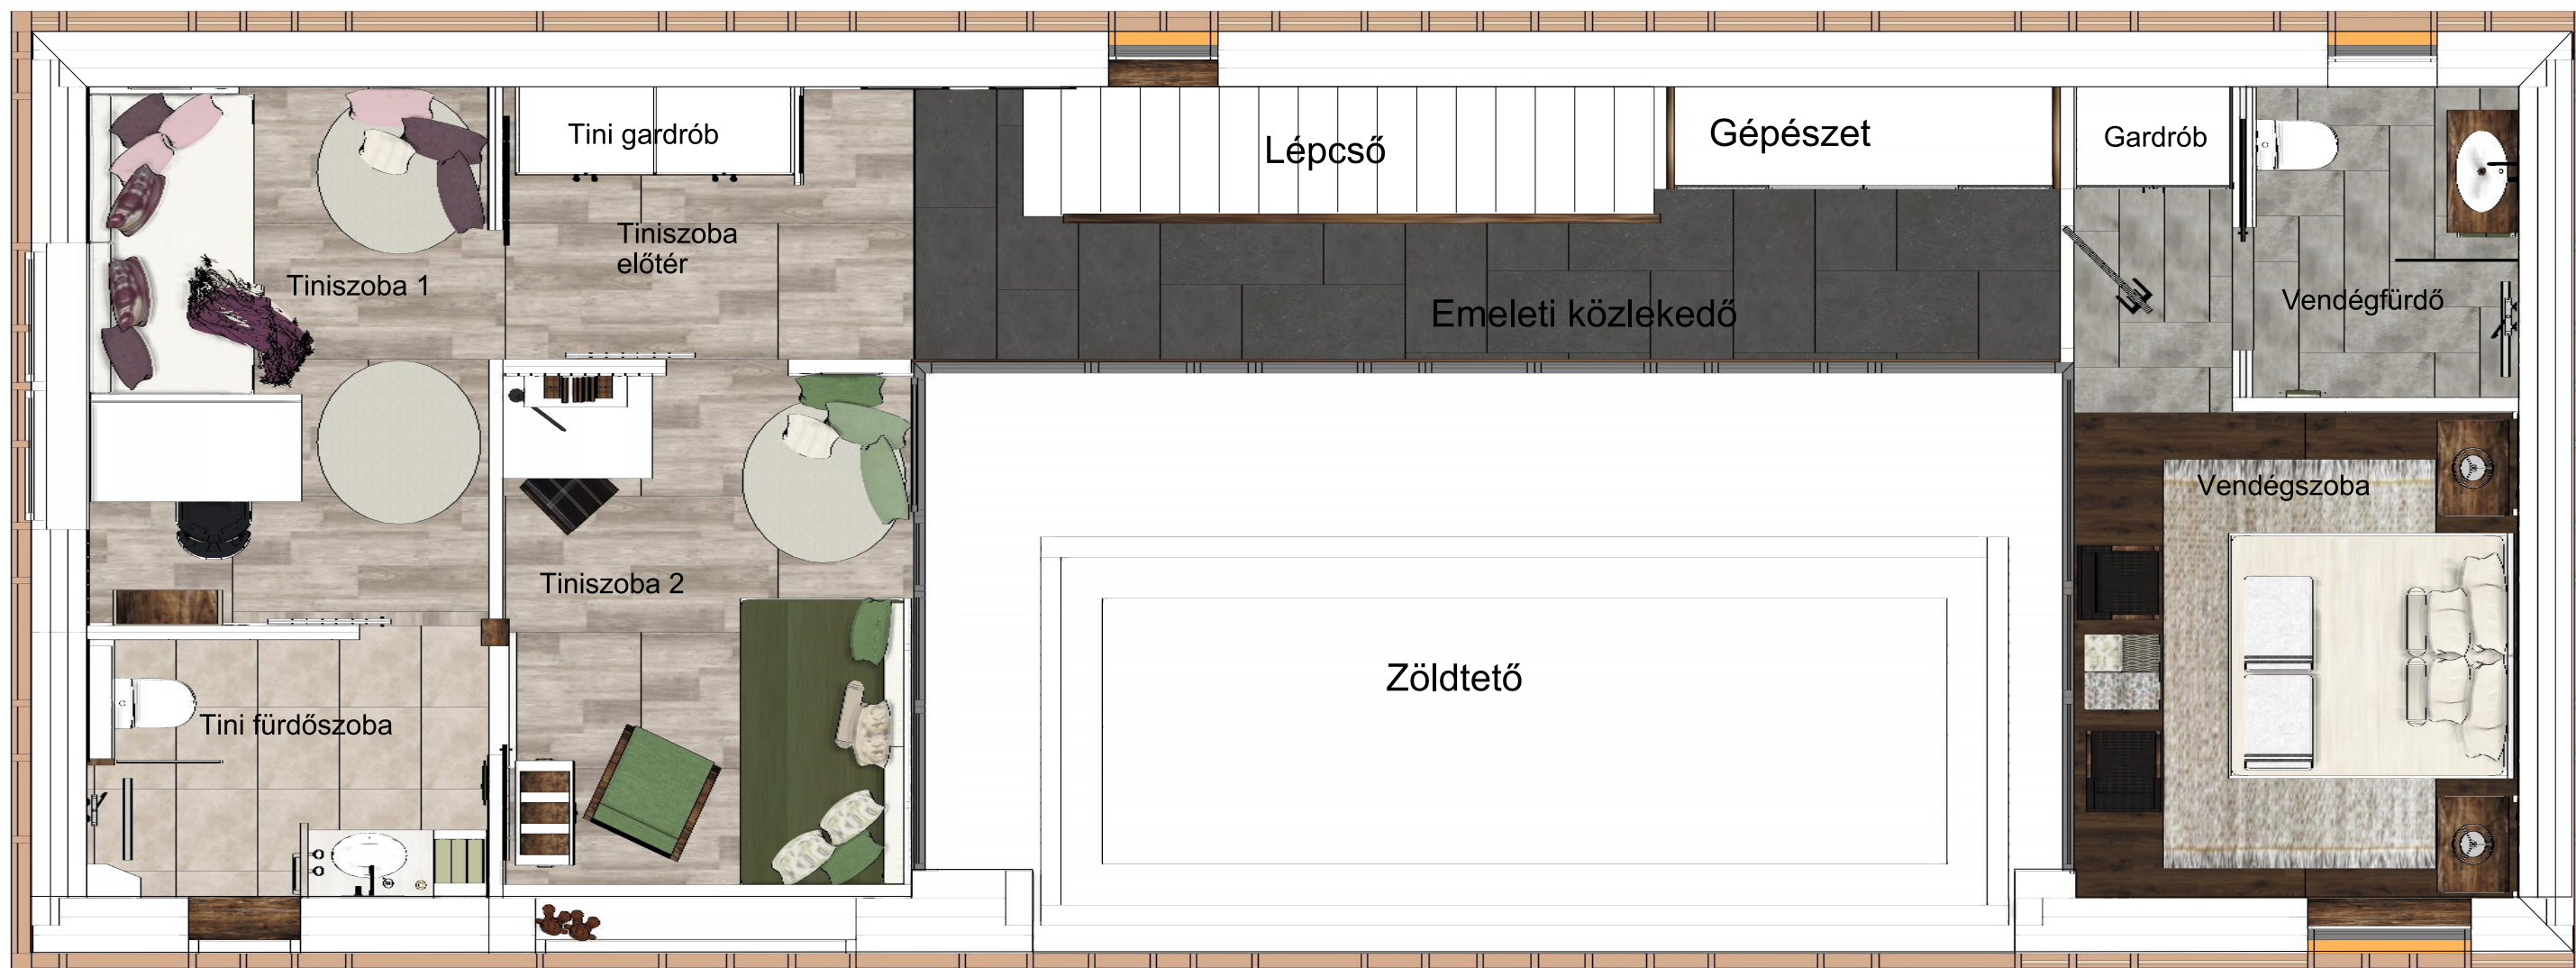 Tini gardrób
Lépcső
Gépészet
Gardrób
Tiniszoba
előtér
Tiniszoba 1
Emeleti közlekedő
Vendégfürdő
Vendégszoba
Tiniszoba 2
Zöldtető
Tini fürdőszoba